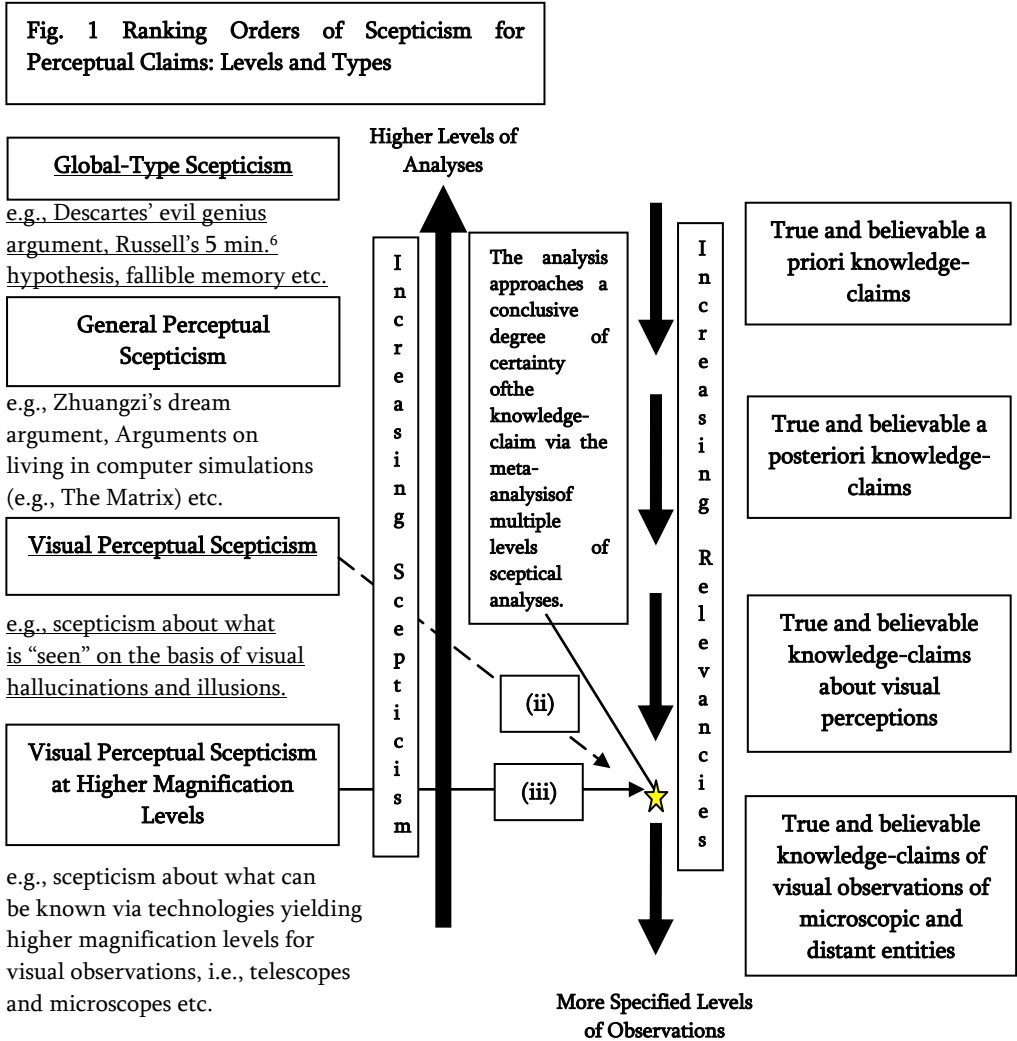 Fig. 1 Ranking Orders of Scepticism for
Perceptual Claims: Levels and Types
Higher Levels of
Analyses
Global-Type Scepticism
e.g., Descartes’ evil genius
argument, Russell’s 5 min.⁶
hypothesis, fallible memory etc.
General Perceptual
Scepticism
e.g., Zhuangzi’s dream
argument, Arguments on
living in computer simulations
(e.g., The Matrix) etc.
Visual Perceptual Scepticism
e.g., scepticism about what
is “seen” on the basis of visual
hallucinations and illusions.
Visual Perceptual Scepticism
at Higher Magnification
Levels
e.g., scepticism about what can
be known via technologies yielding
higher magnification levels for
visual observations, i.e., telescopes
and microscopes etc.
Increasing Scepticism
The analysis
approaches a
conclusive
degree of
certainty
ofthe
knowledge-
claim via the
meta-
analysisof
multiple
levels of
sceptical
analyses.
(ii)
(iii)
Increasing Relevancies
True and believable a
priori knowledge-
claims
True and believable a
posteriori knowledge-
claims
True and believable
knowledge-claims
about visual
perceptions
True and believable
knowledge-claims of
visual observations of
microscopic and
distant entities
More Specified Levels
of Observations